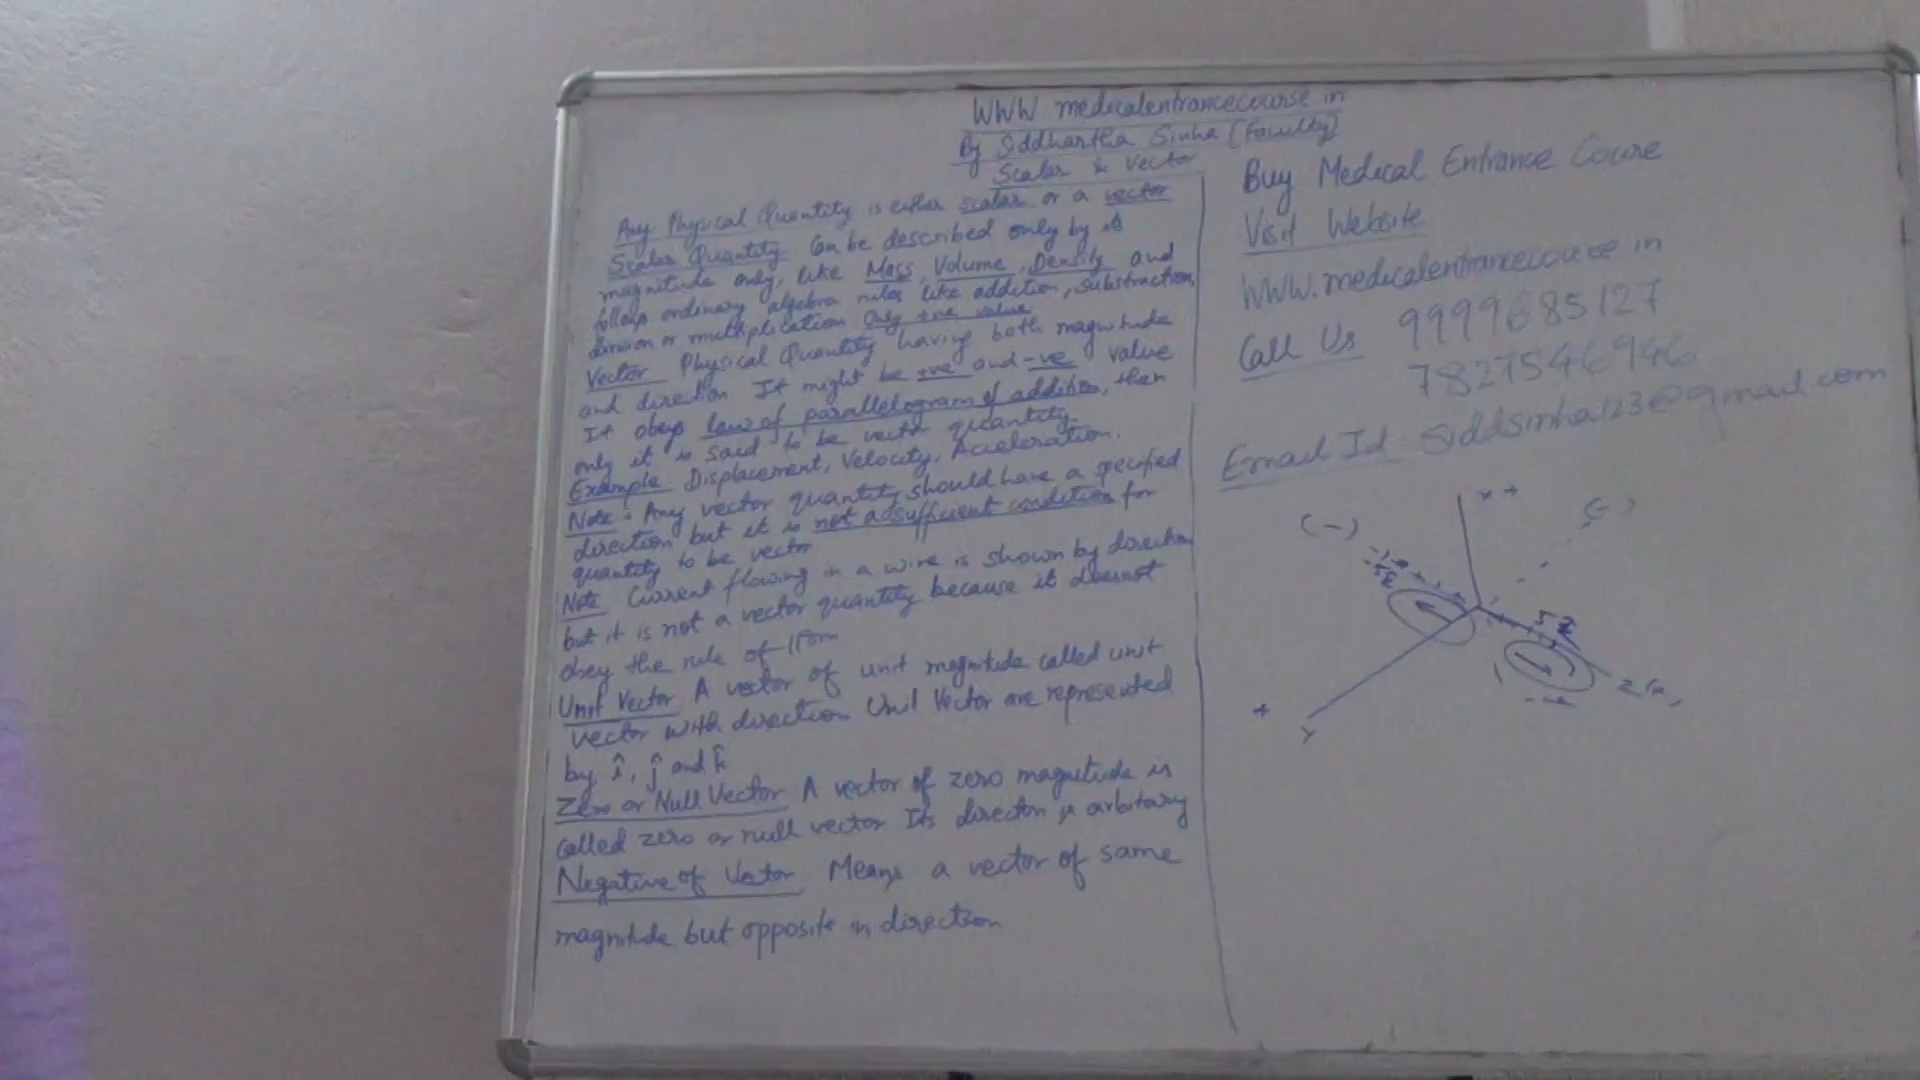 WWW medicalentrancecourse in
By Siddhartha Sinha (Faculty)
Scalar & Vector
Any Physical Quantity is either scalar or a vector
Scalar Quantity Can be described only by its
magnitude only, like Mass, Volume, Density and
follows ordinary algebra rules like addition, substraction,
division or multiplication only +ve value
Vector Physical Quantity having both magnitude
and direction It might be +ve and -ve value
It obeys law of parallelogram of addition, then
only it is said to be vector quantity.
Example Displacement, Velocity, Acceleration.
Note: Any vector quantity should have a specified
direction but it is not a sufficient condition for
quantity to be vector
Note Current flowing in a wire is shown by direction
but it is not a vector quantity because it doesnot
obey the rule of
Unit Vector A vector of unit magnitude called unit
vector with direction Unit Vector are represented
by î, ĵ and k̂
Zero or Null Vector A vector of zero magnitude is
called zero or null vector Its direction is arbitary
Negative of Vector Means a vector of same
magnitude but opposite in direction
Buy Medical Entrance Course
Visit Website
WWW.medicalentrancecourse in
Call Us 9999685127
7827546946
Email Id siddsinha123@gmail.com
x +
(-)
(-)
5
+
Y